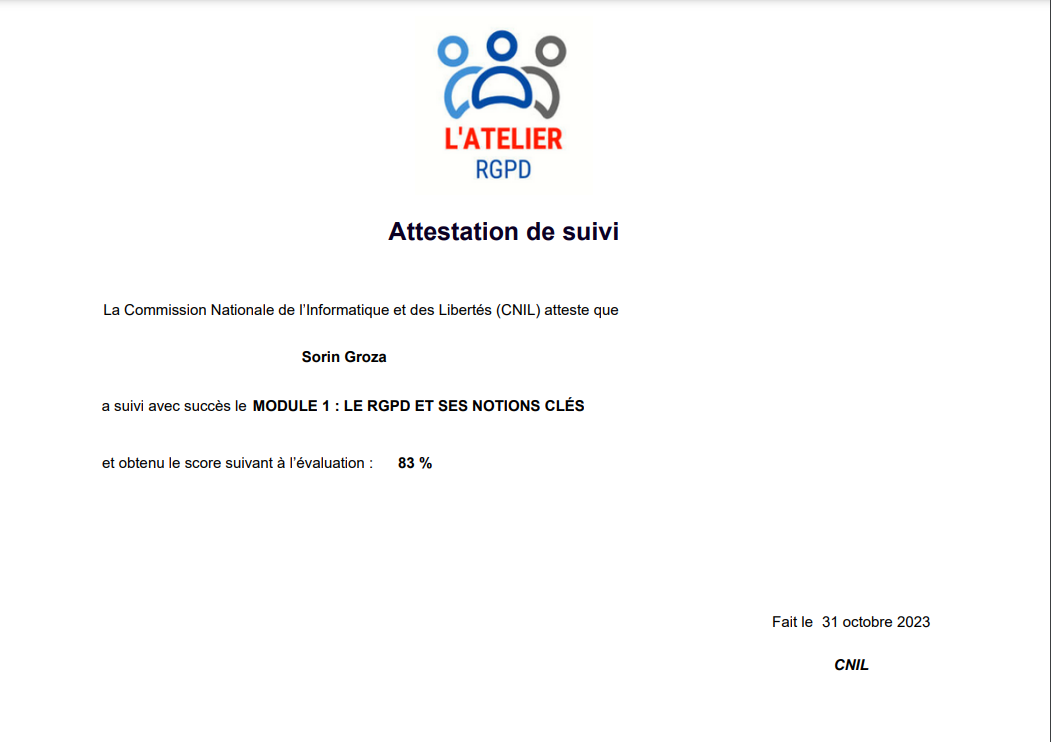 L'ATELIER
RGPD
Attestation de suivi
La Commission Nationale de l’Informatique et des Libertés (CNIL) atteste que
Sorin Groza
a suivi avec succès le MODULE 1 : LE RGPD ET SES NOTIONS CLÉS
et obtenu le score suivant à l’évaluation : 83 %
Fait le 31 octobre 2023
CNIL